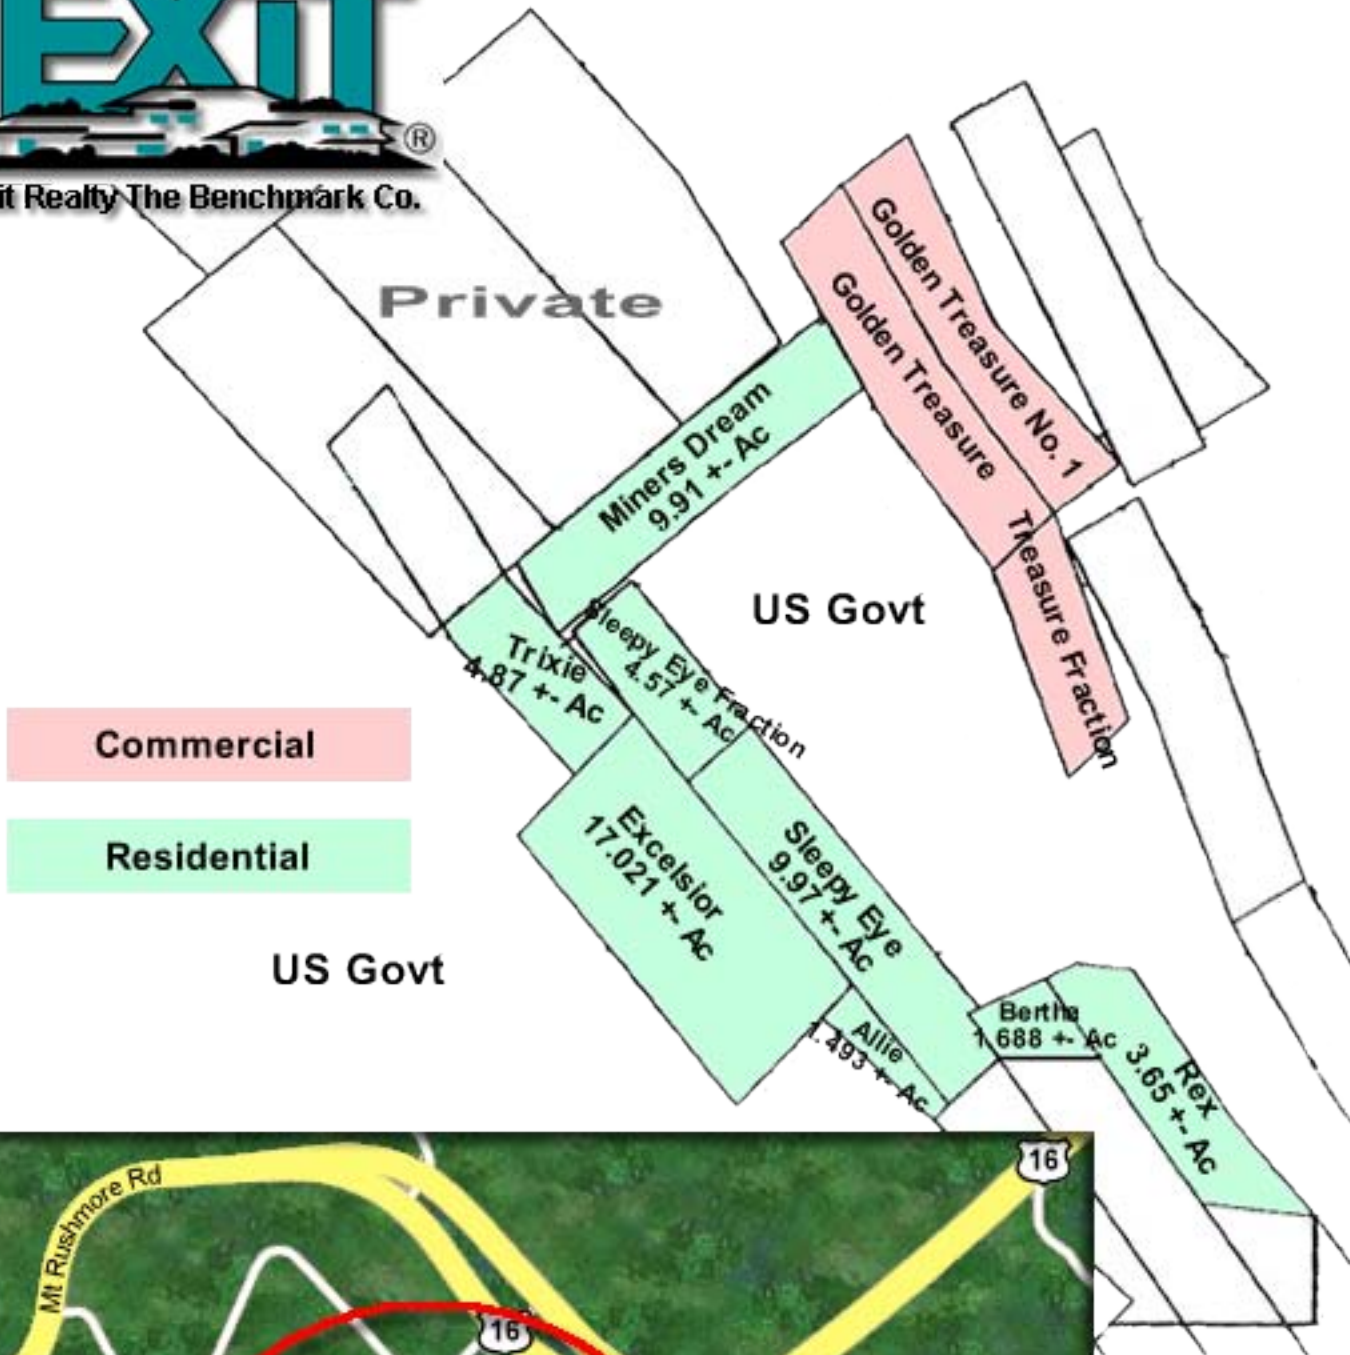 EXIT
®
it Realty The Benchmark Co.
Private
Golden Treasure No. 1
Golden Treasure
Treasure Fraction
Miners Dream
9.91 +- Ac
US Govt
Sleepy Eye Fraction
4.57 +- Ac
Trixie
4.87 +- Ac
Commercial
Residential
US Govt
Excelsior
17.021 +- Ac
Sleepy Eye
9.97 +- Ac
Allie
1.493 +- Ac
Bertha
1.688 +- Ac
Rex
3.65 +- Ac
Mt Rushmore Rd
16
16